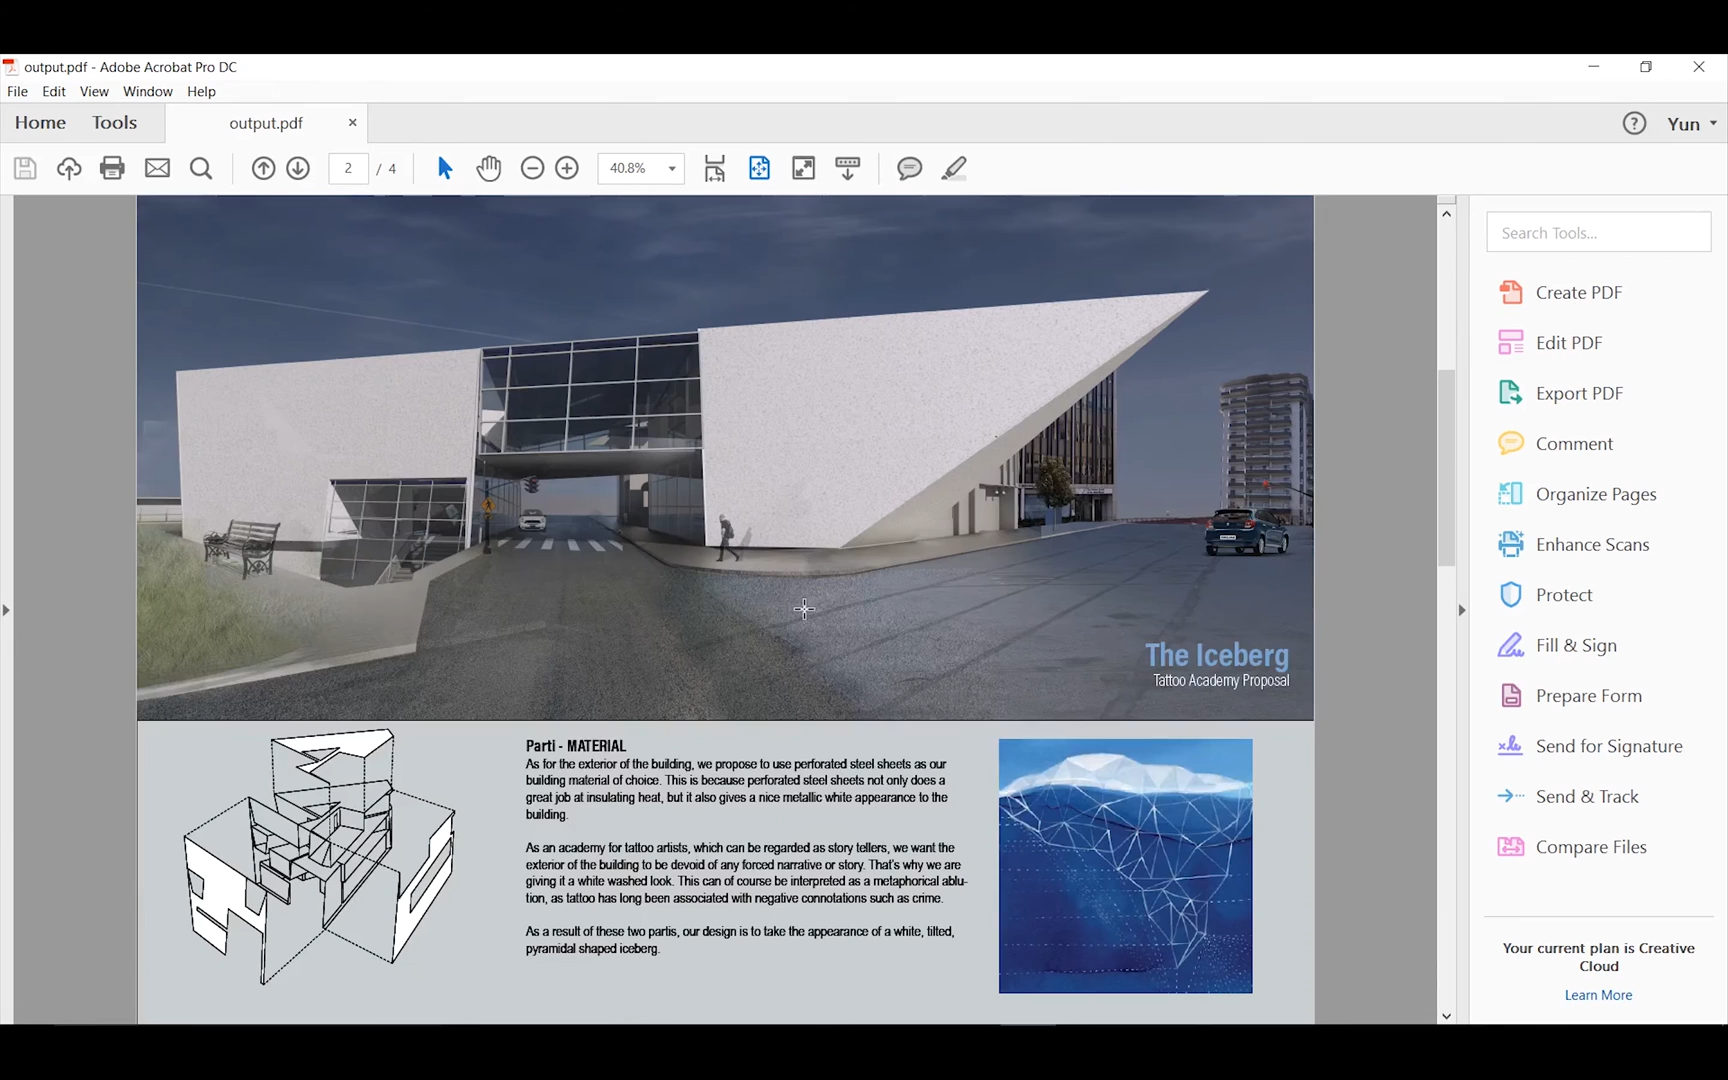 output.pdf - Adobe Acrobat Pro DC
File Edit View Window Help
Home Tools output.pdf
Yun
2 / 4
40.8%
Search Tools...
Create PDF
Edit PDF
Export PDF
Comment
Organize Pages
Enhance Scans
Protect
Fill & Sign
Prepare Form
Send for Signature
Send & Track
Compare Files
Your current plan is Creative
Cloud
Learn More
The Iceberg
Tattoo Academy Proposal
Parti - MATERIAL
As for the exterior of the building, we propose to use perforated steel sheets as our
building material of choice. This is because perforated steel sheets not only does a
great job at insulating heat, but it also gives a nice metallic white appearance to the
building.
As an academy for tattoo artists, which can be regarded as story tellers, we want the
exterior of the building to be devoid of any forced narrative or story. That's why we are
giving it a white washed look. This can of course be interpreted as a metaphorical ablu-
tion, as tattoo has long been associated with negative connotations such as crime.
As a result of these two partis, our design is to take the appearance of a white, tilted,
pyramidal shaped iceberg.